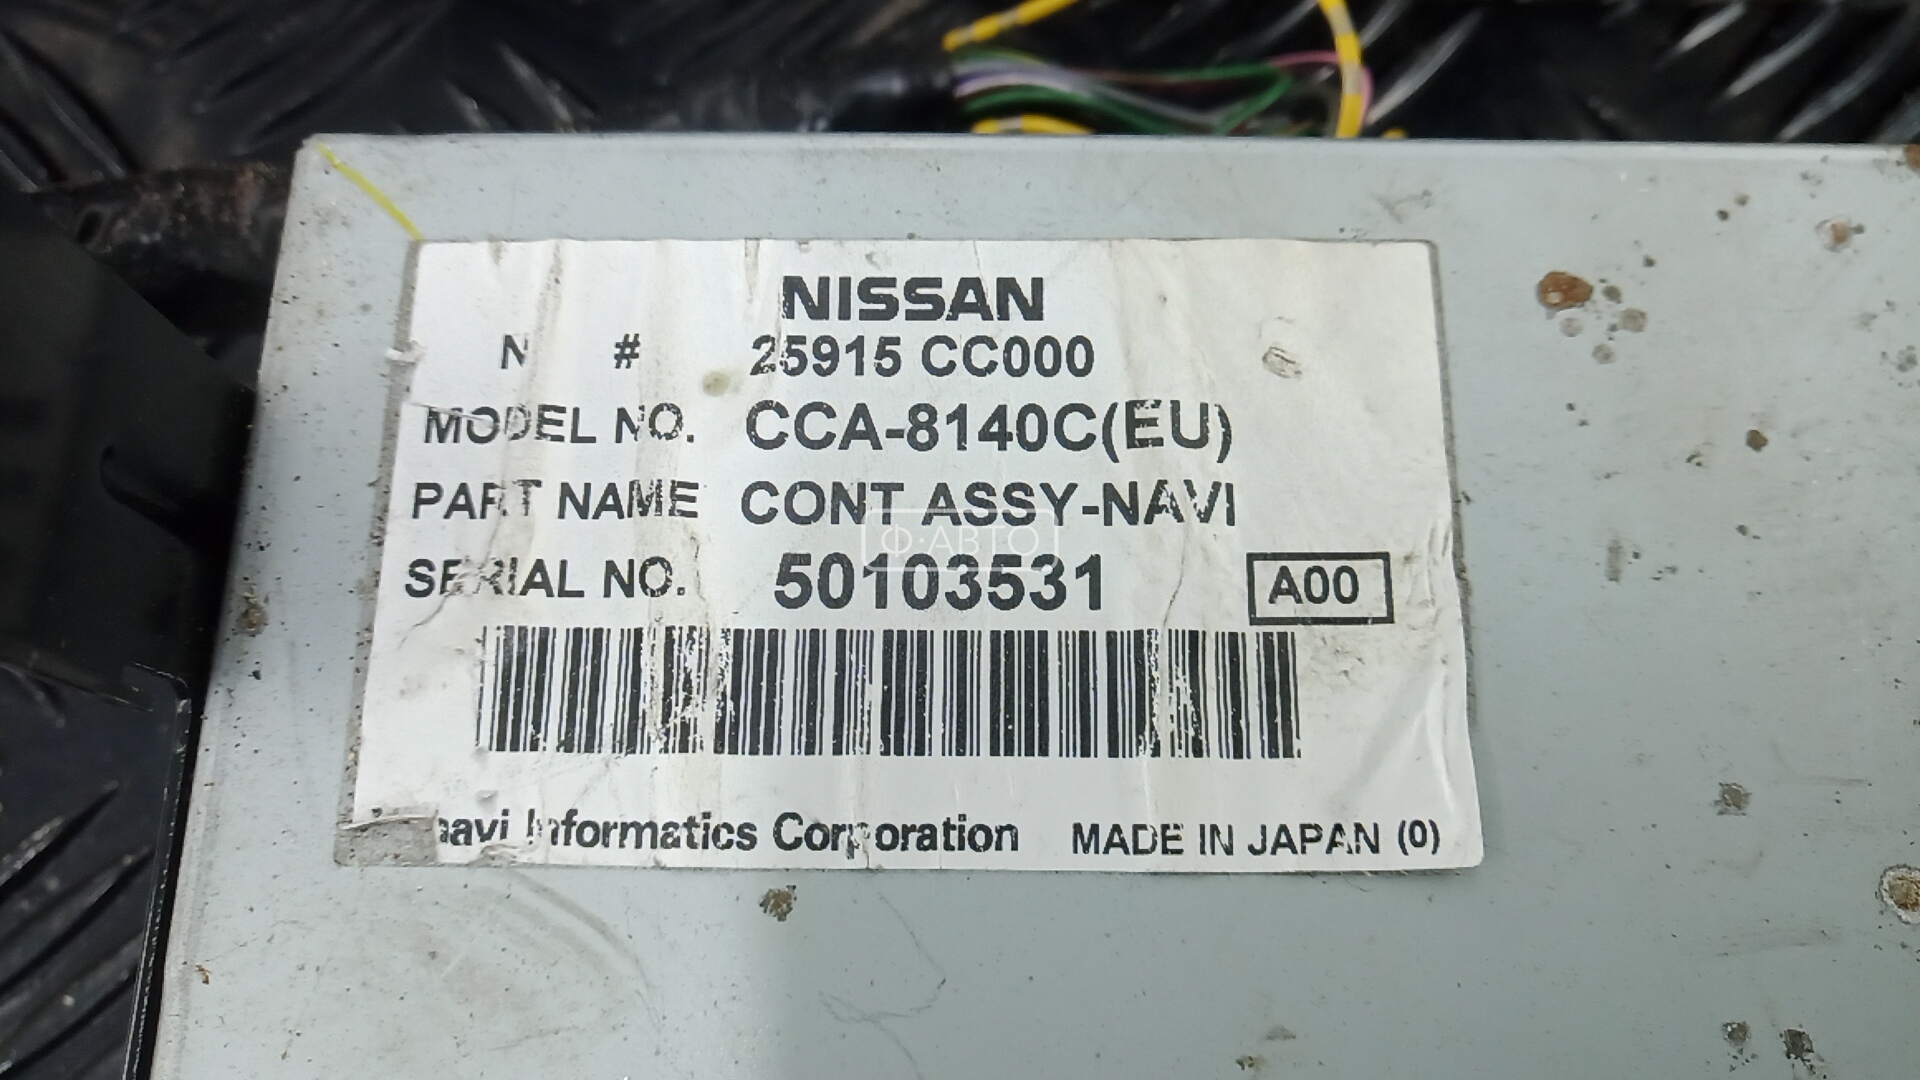 NISSAN
# 25915 CC000
MODEL NO. CCA-8140C(EU)
PART NAME CONT ASSY-NAVI
Ф·АВТО
SERIAL NO. 50103531 A00
Informatics Corporation MADE IN JAPAN (0)